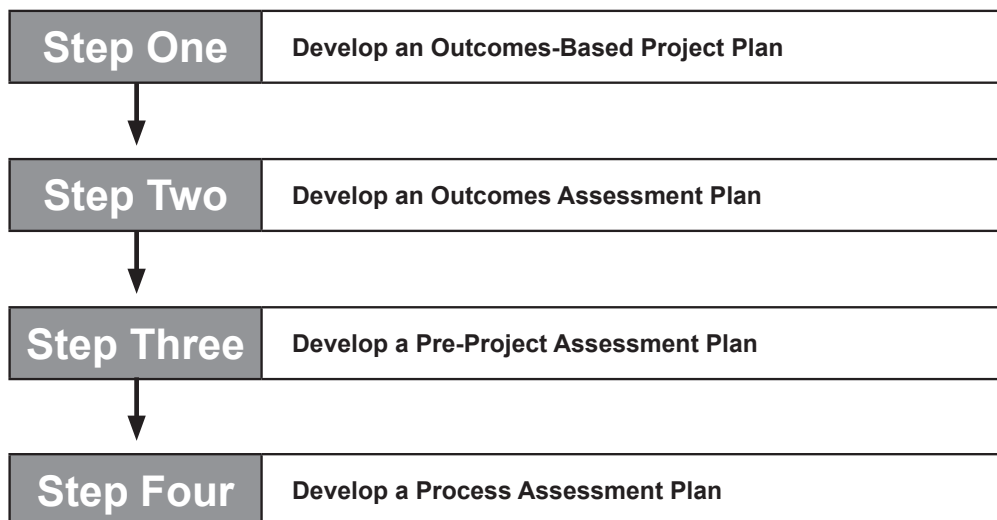 Step One
Develop an Outcomes-Based Project Plan
Step Two
Develop an Outcomes Assessment Plan
Step Three
Develop a Pre-Project Assessment Plan
Step Four
Develop a Process Assessment Plan